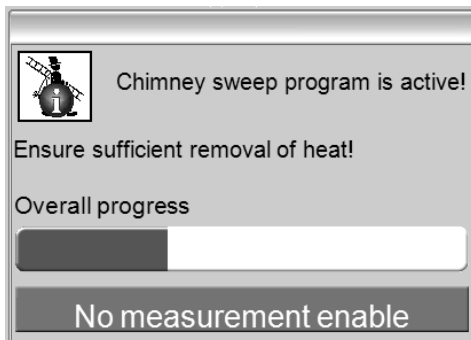 Chimney sweep program is active!
Ensure sufficient removal of heat!
Overall progress
No measurement enable